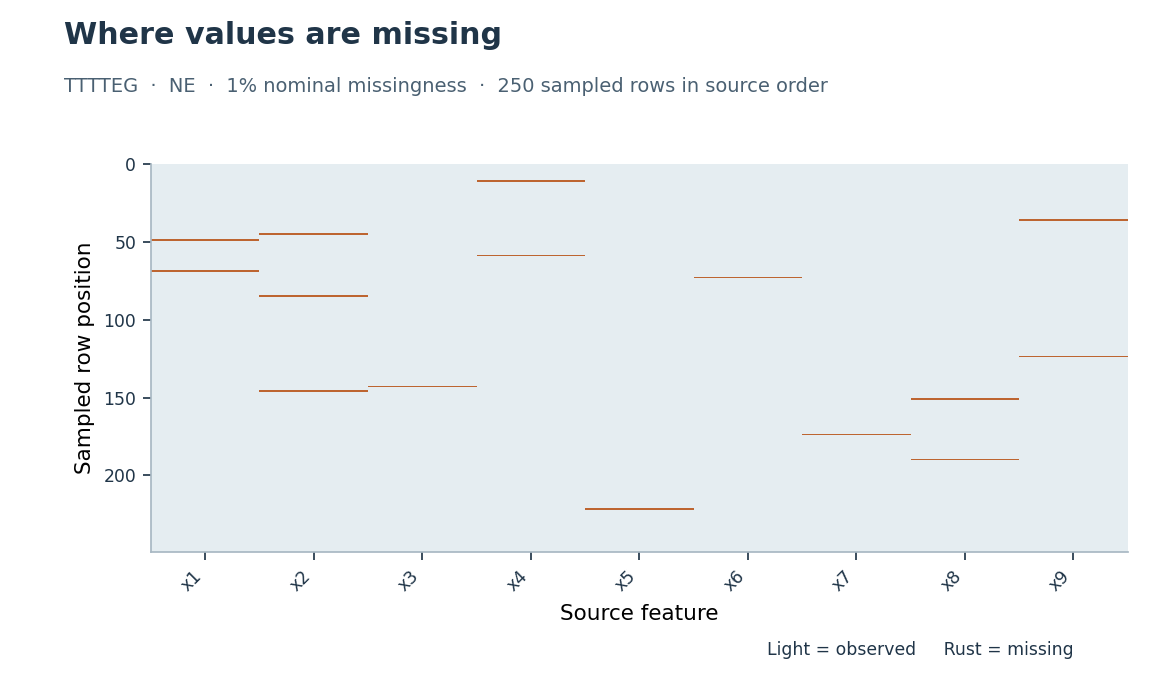 Where values are missing
TTTTEG · NE · 1% nominal missingness · 250 sampled rows in source order
0
50
100
150
200
Sampled row position
x1 x2 x3 x4 x5 x6 x7 x8 x9
Source feature
Light = observed Rust = missing